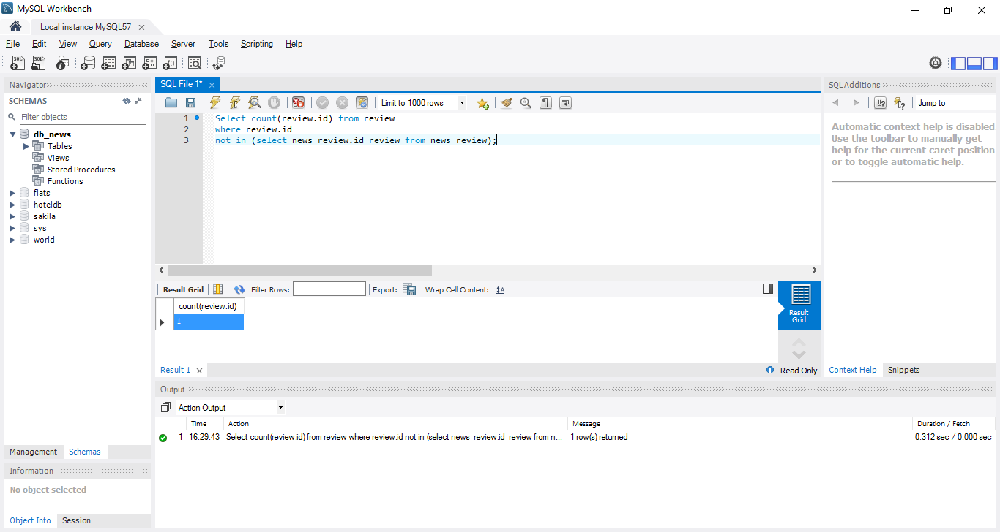 MySQL Workbench
Local instance MySQL57
File Edit View Query Database Server Tools Scripting Help
Navigator
SCHEMAS
Filter objects
db_news
Tables
Views
Stored Procedures
Functions
flats
hoteldb
sakila
sys
world
Management Schemas
Information
No object selected
Object Info Session
SQL File 1*
Limit to 1000 rows
1 Select count(review.id) from review
2 where review.id
3 not in (select news_review.id_review from news_review);
Result Grid Filter Rows: Export: Wrap Cell Content:
count(review.id)
1
Result
Grid
Result 1
Read Only
Output
Action Output
Time Action Message Duration / Fetch
1 16:29:43 Select count(review.id) from review where review.id not in (select news_review.id_review from n... 1 row(s) returned 0.312 sec / 0.000 sec
SQLAdditions
Jump to
Automatic context help is disabled
Use the toolbar to manually get
help for the current caret position
or to toggle automatic help.
Context Help Snippets